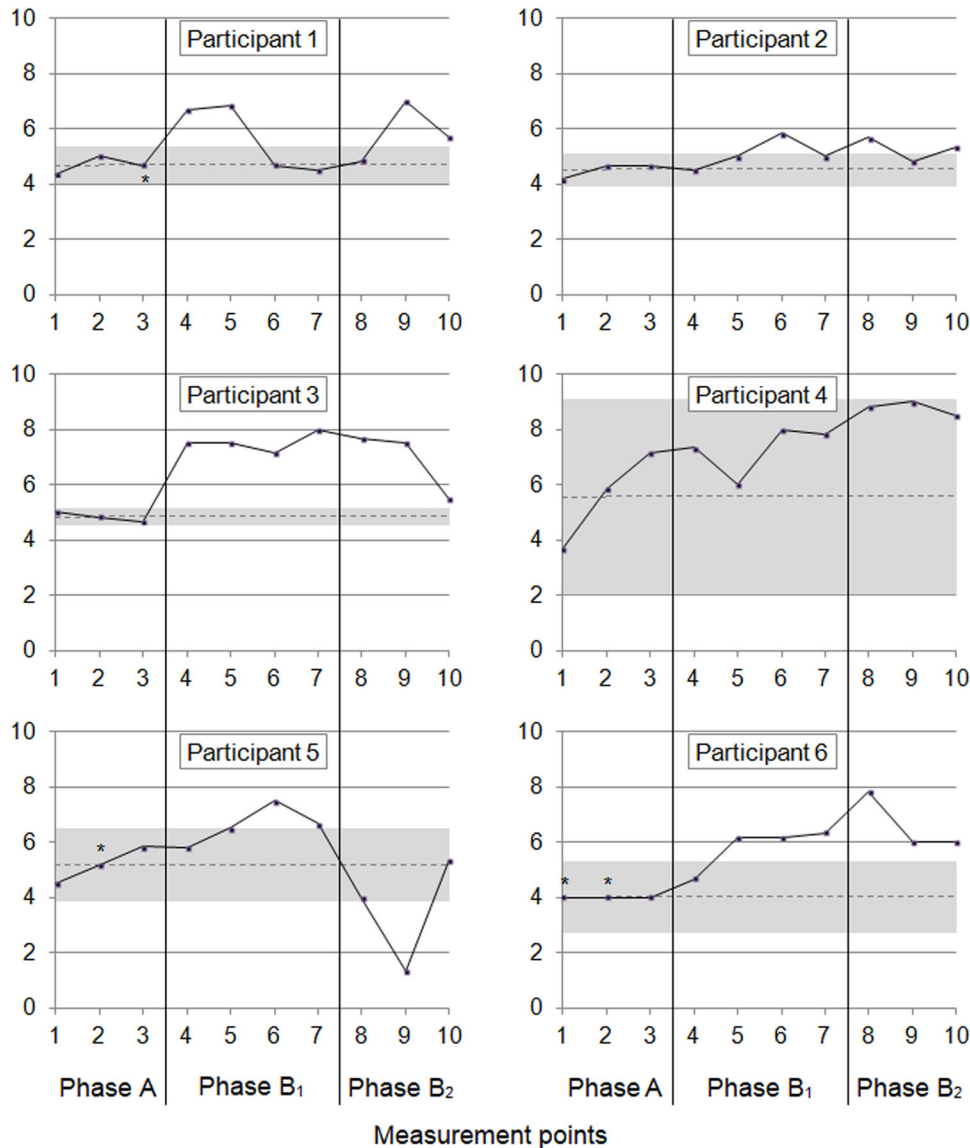 Participant 1
10
8
6
4
2
0
*
1 2 3 4 5 6 7 8 9 10
Participant 2
10
8
6
4
2
0
1 2 3 4 5 6 7 8 9 10
Participant 3
10
8
6
4
2
0
1 2 3 4 5 6 7 8 9 10
Participant 4
10
8
6
4
2
0
1 2 3 4 5 6 7 8 9 10
Participant 5
10
8
6
4
2
0
*
1 2 3 4 5 6 7 8 9 10
Phase A Phase B₁ Phase B₂
Participant 6
10
8
6
4
2
0
* *
1 2 3 4 5 6 7 8 9 10
Phase A Phase B₁ Phase B₂
Measurement points